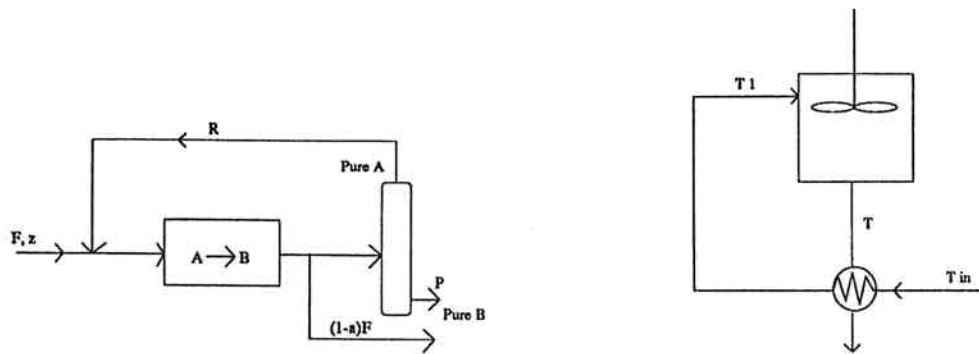 R
Pure A
F, z
A → B
P
Pure B
(1-a)F
T 1
T
T in